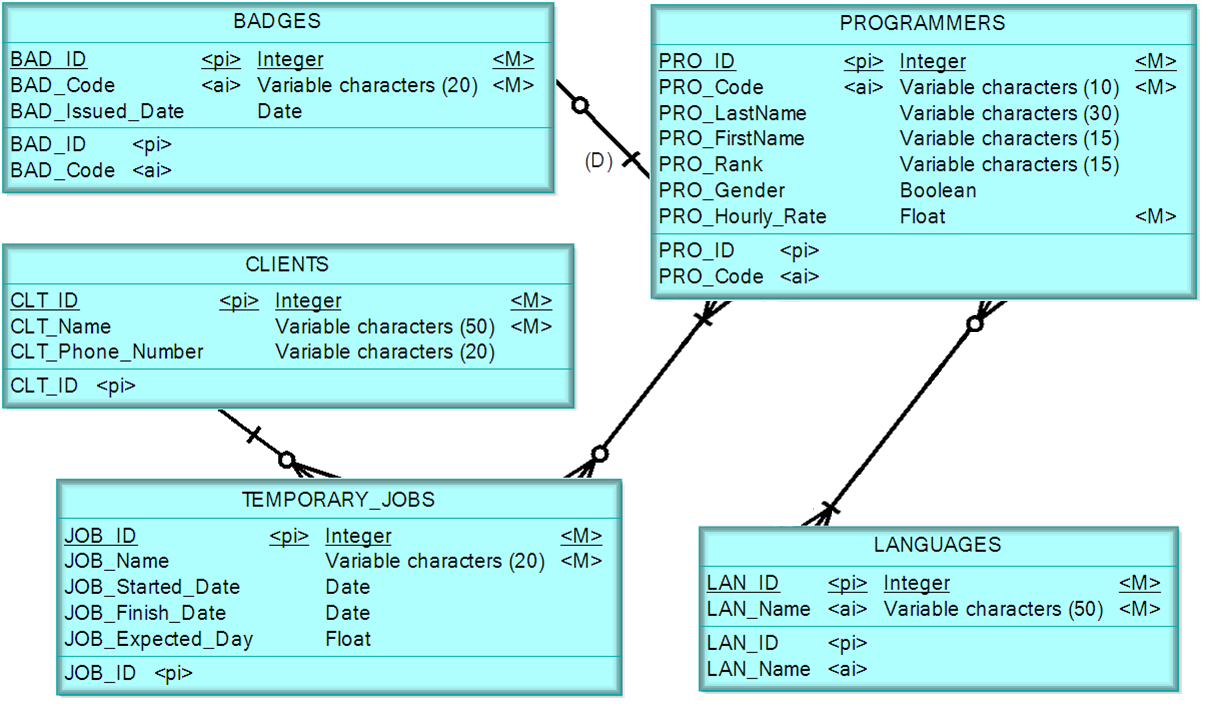 BADGES
BAD_ID <pi> Integer <M>
BAD_Code <ai> Variable characters (20) <M>
BAD_Issued_Date Date
BAD_ID <pi>
BAD_Code <ai>
PROGRAMMERS
PRO_ID <pi> Integer <M>
PRO_Code <ai> Variable characters (10) <M>
PRO_LastName Variable characters (30)
PRO_FirstName Variable characters (15)
PRO_Rank Variable characters (15)
PRO_Gender Boolean
PRO_Hourly_Rate Float <M>
PRO_ID <pi>
PRO_Code <ai>
(D)
CLIENTS
CLT_ID <pi> Integer <M>
CLT_Name Variable characters (50) <M>
CLT_Phone_Number Variable characters (20)
CLT_ID <pi>
TEMPORARY_JOBS
JOB_ID <pi> Integer <M>
JOB_Name Variable characters (20) <M>
JOB_Started_Date Date
JOB_Finish_Date Date
JOB_Expected_Day Float
JOB_ID <pi>
LANGUAGES
LAN_ID <pi> Integer <M>
LAN_Name <ai> Variable characters (50) <M>
LAN_ID <pi>
LAN_Name <ai>